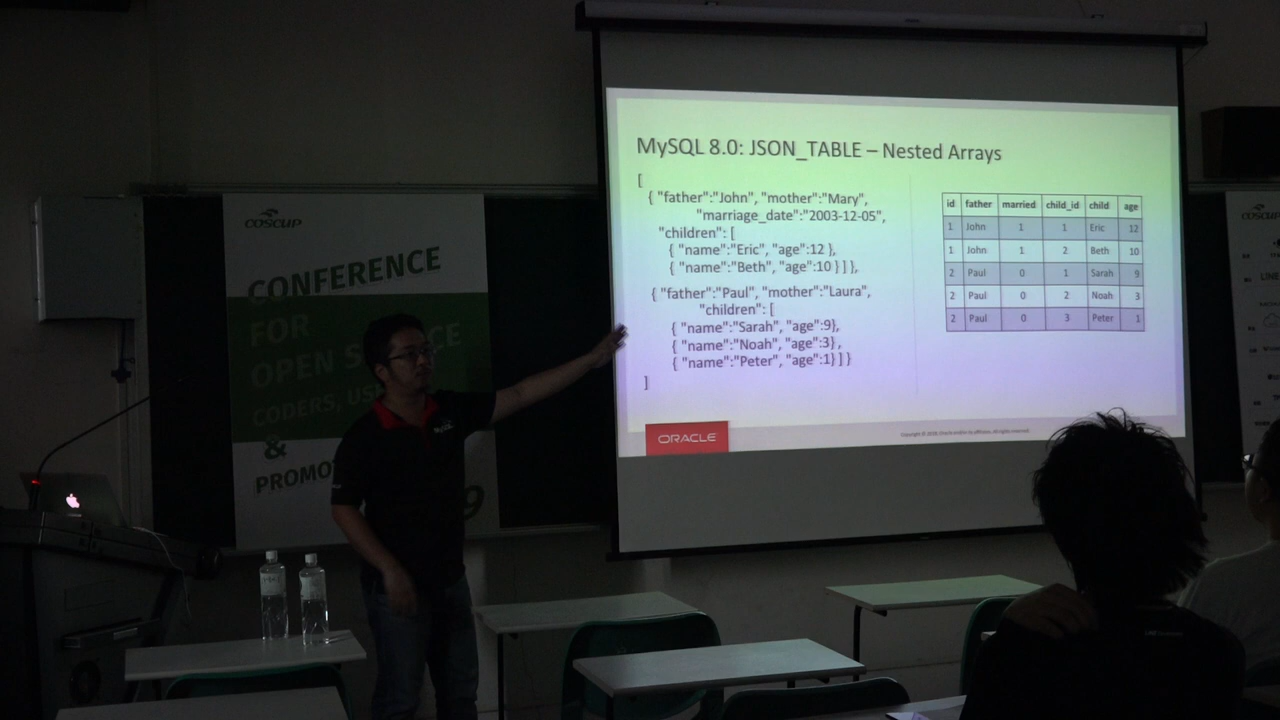 MySQL 8.0: JSON_TABLE – Nested Arrays
[
{ "father":"John", "mother":"Mary",
"marriage_date":"2003-12-05",
"children": [
{ "name":"Eric", "age":12 },
{ "name":"Beth", "age":10 } ] },
{ "father":"Paul", "mother":"Laura",
"children": [
{ "name":"Sarah", "age":9},
{ "name":"Noah", "age":3} ,
{ "name":"Peter", "age":1} ] }
]
id father married child_id child age
1 John 1 1 Eric 12
1 John 1 2 Beth 10
2 Paul 0 1 Sarah 9
2 Paul 0 2 Noah 3
2 Paul 0 3 Peter 1
ORACLE
COSCUP
CONFERENCE
FOR
OPEN
CODERS,
&
PROMO
9
MySQL
COSCUP